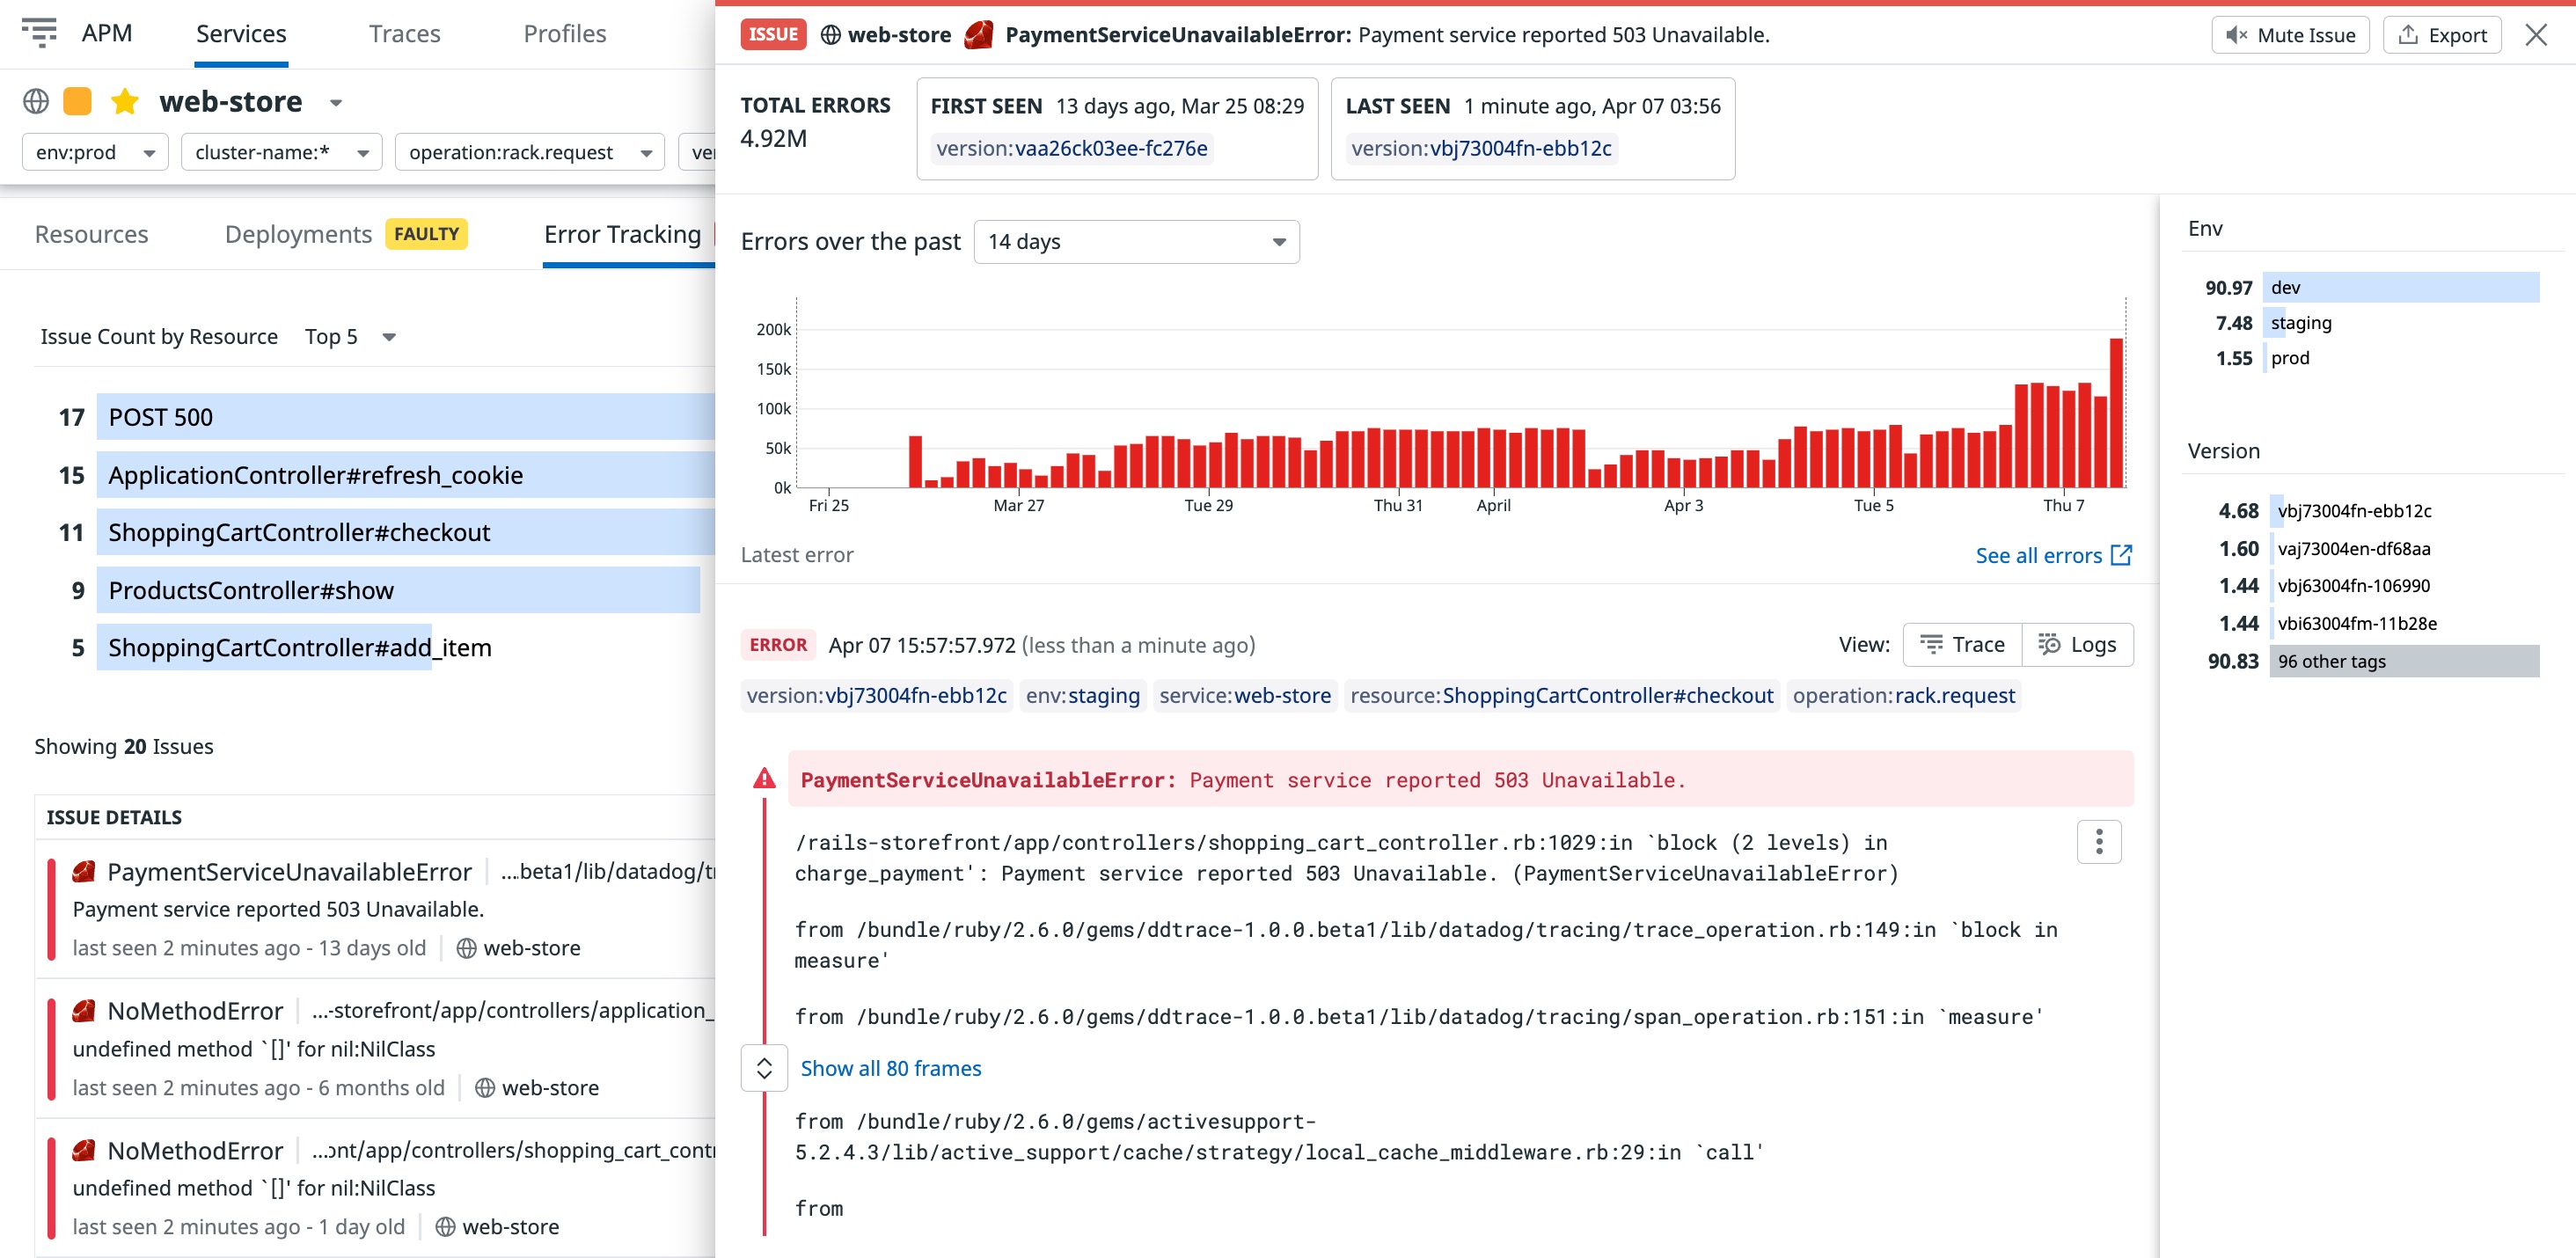 APM
Services
Traces
Profiles
web-store
env:prod
cluster-name:*
operation:rack.request
Resources
Deployments
FAULTY
Error Tracking
Issue Count by Resource
Top 5
17 POST 500
15 ApplicationController#refresh_cookie
11 ShoppingCartController#checkout
9 ProductsController#show
5 ShoppingCartController#add_item
Showing 20 Issues
ISSUE DETAILS
PaymentServiceUnavailableError
...beta1/lib/datadog/tr
Payment service reported 503 Unavailable.
last seen 2 minutes ago - 13 days old
web-store
NoMethodError
...-storefront/app/controllers/application_
undefined method `[]' for nil:NilClass
last seen 2 minutes ago - 6 months old
web-store
NoMethodError
...ont/app/controllers/shopping_cart_cont
undefined method `[]' for nil:NilClass
last seen 2 minutes ago - 1 day old
web-store
ISSUE
web-store
PaymentServiceUnavailableError: Payment service reported 503 Unavailable.
Mute Issue
Export
TOTAL ERRORS
4.92M
FIRST SEEN 13 days ago, Mar 25 08:29
version:vaa26ck03ee-fc276e
LAST SEEN 1 minute ago, Apr 07 03:56
version:vbj73004fn-ebb12c
Errors over the past
14 days
200k
150k
100k
50k
0k
Fri 25
Mar 27
Tue 29
Thu 31
April
Apr 3
Tue 5
Thu 7
Latest error
See all errors
ERROR
Apr 07 15:57:57.972 (less than a minute ago)
View:
Trace
Logs
version:vbj73004fn-ebb12c
env:staging
service:web-store
resource:ShoppingCartController#checkout
operation:rack.request
PaymentServiceUnavailableError: Payment service reported 503 Unavailable.
/rails-storefront/app/controllers/shopping_cart_controller.rb:1029:in `block (2 levels) in
charge_payment': Payment service reported 503 Unavailable. (PaymentServiceUnavailableError)
from /bundle/ruby/2.6.0/gems/ddtrace-1.0.0.beta1/lib/datadog/tracing/trace_operation.rb:149:in `block in
measure'
from /bundle/ruby/2.6.0/gems/ddtrace-1.0.0.beta1/lib/datadog/tracing/span_operation.rb:151:in `measure'
Show all 80 frames
from /bundle/ruby/2.6.0/gems/activesupport-
5.2.4.3/lib/active_support/cache/strategy/local_cache_middleware.rb:29:in `call'
from
Env
90.97 dev
7.48 staging
1.55 prod
Version
4.68 vbj73004fn-ebb12c
1.60 vaj73004en-df68aa
1.44 vbj63004fn-106990
1.44 vbi63004fm-11b28e
90.83 96 other tags